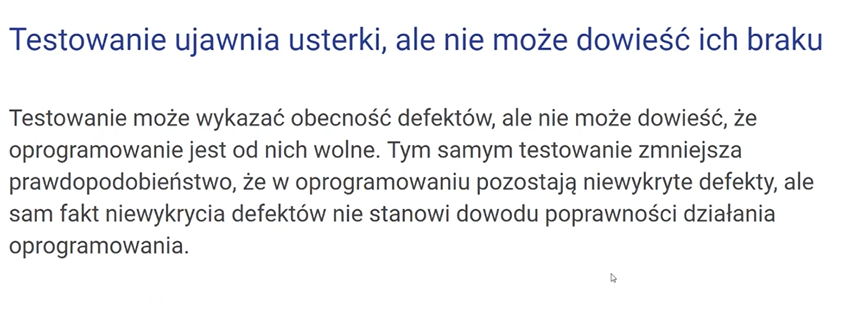 Testowanie ujawnia usterki, ale nie może dowieść ich braku
Testowanie może wykazać obecność defektów, ale nie może dowieść, że
oprogramowanie jest od nich wolne. Tym samym testowanie zmniejsza
prawdopodobieństwo, że w oprogramowaniu pozostają niewykryte defekty, ale
sam fakt niewykrycia defektów nie stanowi dowodu poprawności działania
oprogramowania.